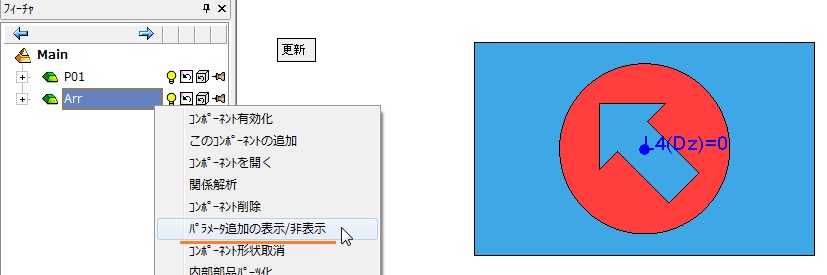 フィーチャ
Main
P01
Arr
ｺﾝﾎﾟｰﾈﾝﾄ有効化
このｺﾝﾎﾟｰﾈﾝﾄの追加
ｺﾝﾎﾟｰﾈﾝﾄを開く
関係解析
ｺﾝﾎﾟｰﾈﾝﾄ削除
ﾊﾟﾗﾒｰﾀ追加の表示/非表示
ｺﾝﾎﾟｰﾈﾝﾄ形状取消
内部部品ﾊﾟｰﾂ化
更新
L4(Dz)=0